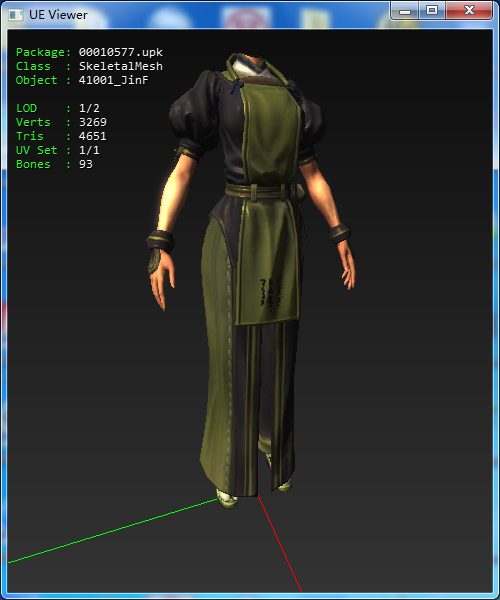 UE Viewer
Package: 00010577.upk
Class : SkeletalMesh
Object : 41001_JinF
LOD : 1/2
Verts : 3269
Tris : 4651
UV Set : 1/1
Bones : 93